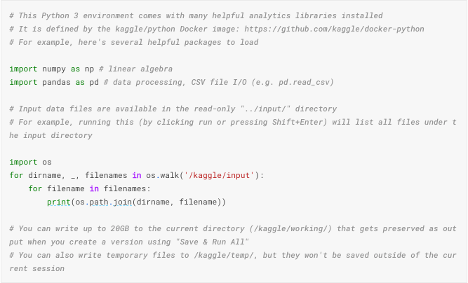 # This Python 3 environment comes with many helpful analytics libraries installed
# It is defined by the kaggle/python Docker image: https://github.com/kaggle/docker-python
# For example, here's several helpful packages to load
import numpy as np # linear algebra
import pandas as pd # data processing, CSV file I/O (e.g. pd.read_csv)
# Input data files are available in the read-only "../input/" directory
# For example, running this (by clicking run or pressing Shift+Enter) will list all files under t
he input directory
import os
for dirname, _, filenames in os.walk('/kaggle/input'):
    for filename in filenames:
        print(os.path.join(dirname, filename))
# You can write up to 20GB to the current directory (/kaggle/working/) that gets preserved as out
put when you create a version using "Save & Run All"
# You can also write temporary files to /kaggle/temp/, but they won't be saved outside of the cur
rent session